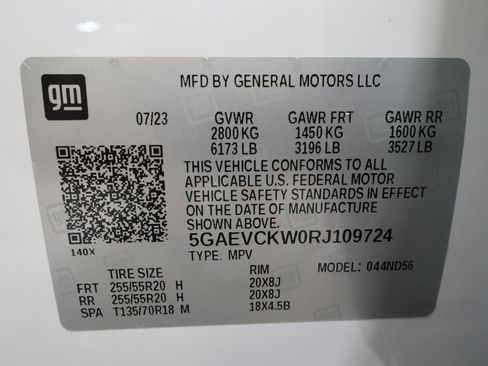 gm
MFD BY GENERAL MOTORS LLC
07/23 GVWR GAWR FRT GAWR RR
2800 KG 1450 KG 1600 KG
6173 LB 3196 LB 3527 LB
THIS VEHICLE CONFORMS TO ALL
APPLICABLE U.S. FEDERAL MOTOR
VEHICLE SAFETY STANDARDS IN EFFECT
ON THE DATE OF MANUFACTURE
SHOWN ABOVE.
140X 5GAEVCKW0RJ109724
TYPE: MPV MODEL: 044ND56
TIRE SIZE RIM
FRT 255/55R20 H 20X8J
RR 255/55R20 H 20X8J
SPA T135/70R18 M 18X4.5B